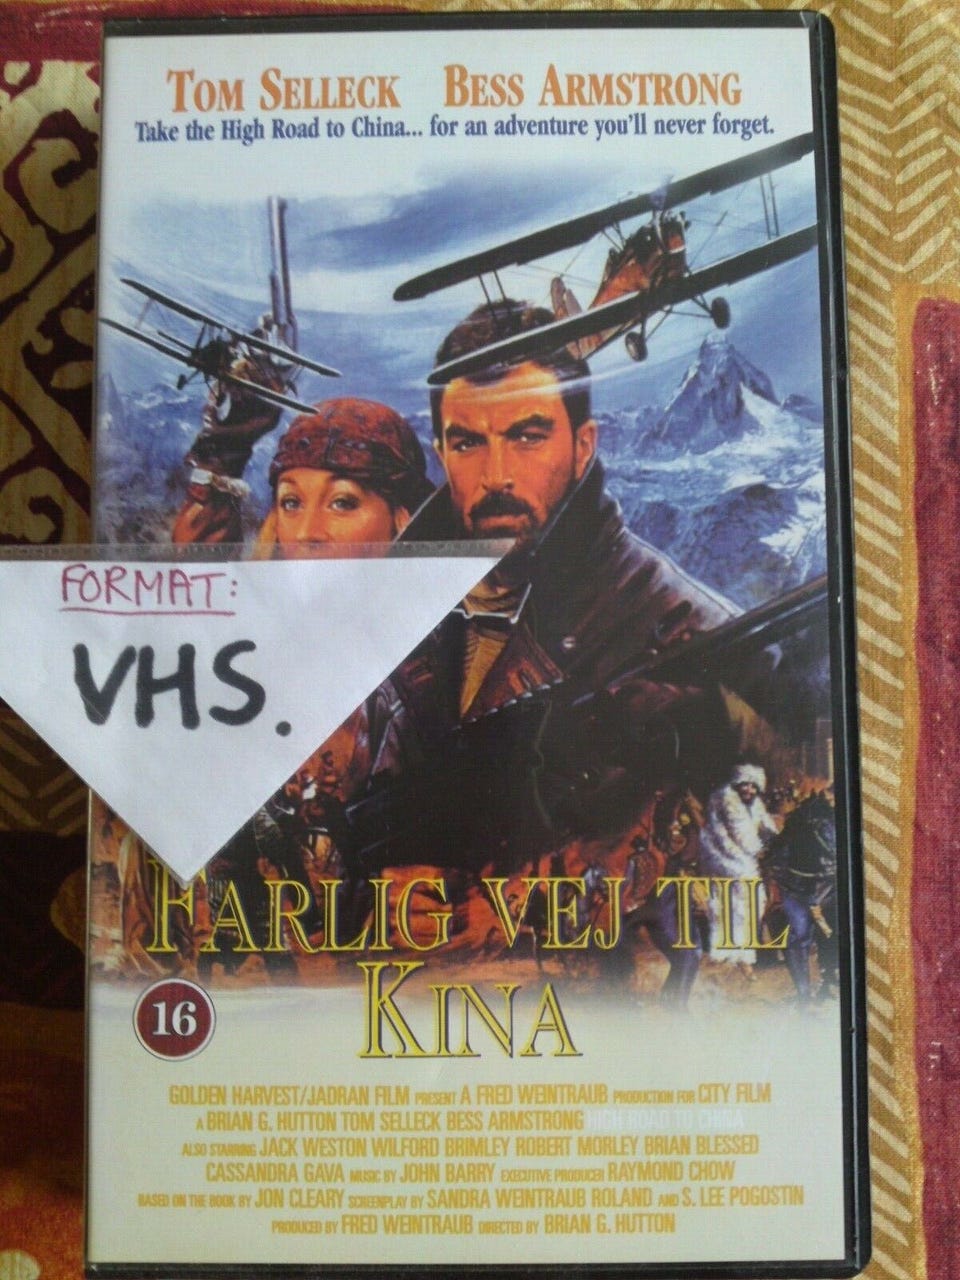 TOM SELLECK BESS ARMSTRONG
Take the High Road to China... for an adventure you'll never forget.
FORMAT:
VHS.
FARLIG VEJ TIL
KINA
16
GOLDEN HARVEST/JADRAN FILM PRESENT A FRED WEINTRAUB PRODUCTION FOR CITY FILM
A BRIAN G. HUTTON TOM SELLECK BESS ARMSTRONG HIGH ROAD TO CHINA
ALSO STARRING JACK WESTON WILFORD BRIMLEY ROBERT MORLEY BRIAN BLESSED
CASSANDRA GAVA MUSIC BY JOHN BARRY EXECUTIVE PRODUCER RAYMOND CHOW
BASED ON THE BOOK BY JON CLEARY SCREENPLAY BY SANDRA WEINTRAUB ROLAND AND S. LEE POGOSTIN
PRODUCED BY FRED WEINTRAUB DIRECTED BY BRIAN G. HUTTON